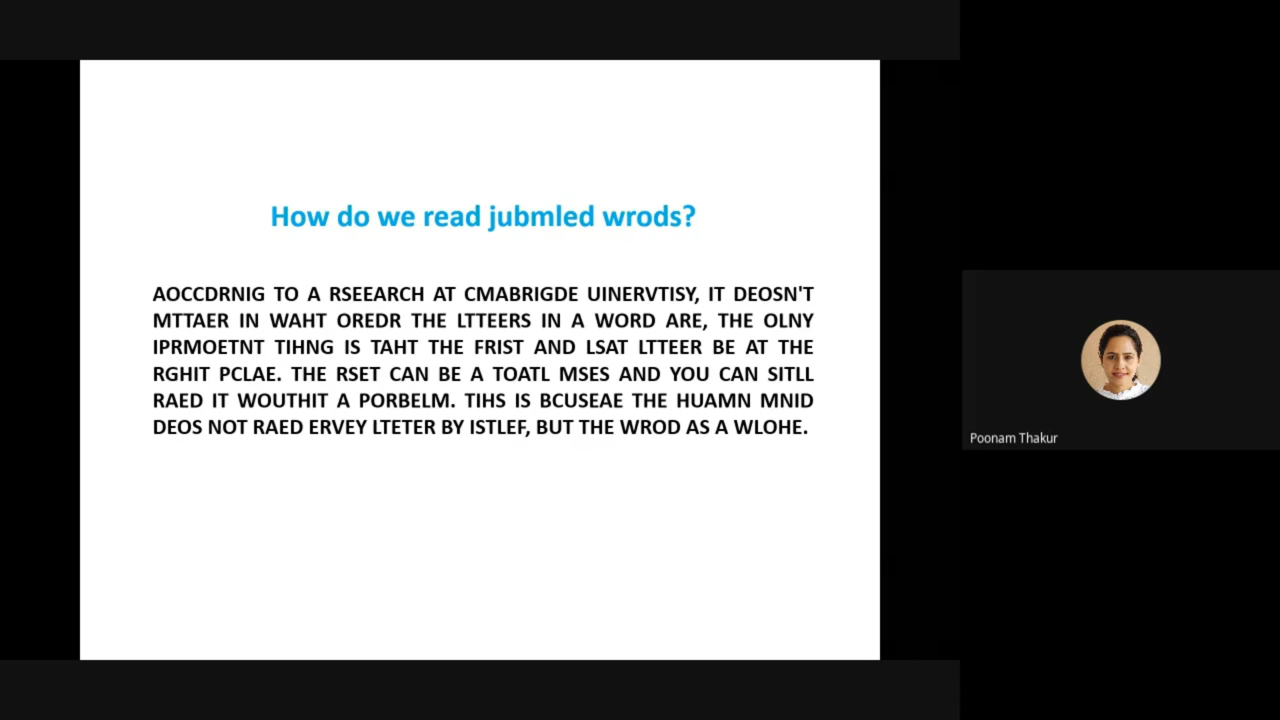 How do we read jubmled wrods?
AOCCDRNIG TO A RSEEARCH AT CMABRIGDE UINERVTISY, IT DEOSN'T
MTTAER IN WAHT OREDR THE LTTEERS IN A WORD ARE, THE OLNY
IPRMOETNT TIHNG IS TAHT THE FRIST AND LSAT LTTEER BE AT THE
RGHIT PCLAE. THE RSET CAN BE A TOATL MSES AND YOU CAN SITLL
RAED IT WOUTHIT A PORBELM. TIHS IS BCUSEAE THE HUAMN MNID
DEOS NOT RAED ERVEY LTETER BY ISTLEF, BUT THE WROD AS A WLOHE.
Poonam Thakur